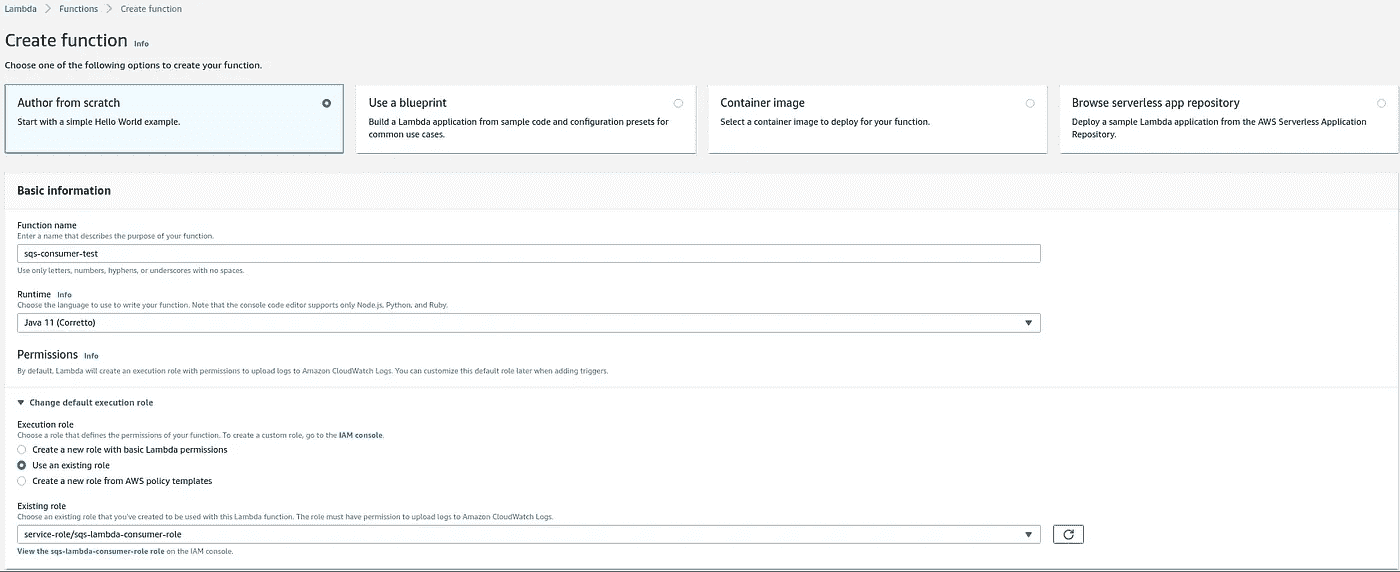 Lambda > Functions > Create function
Create function Info
Choose one of the following options to create your function.
Author from scratch
Start with a simple Hello World example.
Use a blueprint
Build a Lambda application from sample code and configuration presets for
common use cases.
Container image
Select a container image to deploy for your function.
Browse serverless app repository
Deploy a sample Lambda application from the AWS Serverless Application
Repository.
Basic information
Function name
Enter a name that describes the purpose of your function.
sqs-consumer-test
Use only letters, numbers, hyphens, or underscores with no spaces.
Runtime Info
Choose the language to use to write your function. Note that the console code editor supports only Node.js, Python, and Ruby.
Java 11 (Corretto)
Permissions Info
By default, Lambda will create an execution role with permissions to upload logs to Amazon CloudWatch Logs. You can customize this default role later when adding triggers.
Change default execution role
Execution role
Choose a role that defines the permissions of your function. To create a custom role, go to the IAM console.
Create a new role with basic Lambda permissions
Use an existing role
Create a new role from AWS policy templates
Existing role
Choose an existing role that you've created to be used with this Lambda function. The role must have permission to upload logs to Amazon CloudWatch Logs.
service-role/sqs-lambda-consumer-role
View the sqs-lambda-consumer-role role on the IAM console.